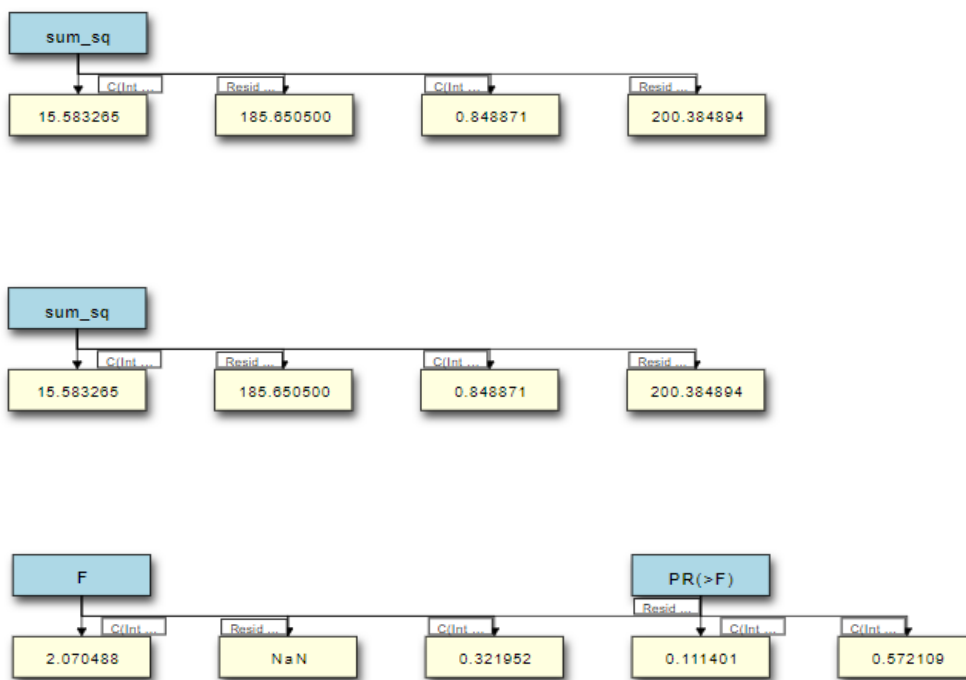 sum_sq
C(Int ... Resid ... C(Int ... Resid ...
15.583265 185.650500 0.848871 200.384894
sum_sq
C(Int ... Resid ... C(Int ... Resid ...
15.583265 185.650500 0.848871 200.384894
F PR(>F)
Resid ...
C(Int ... Resid ... C(Int ... C(Int ... C(Int ...
2.070488 NaN 0.321952 0.111401 0.572109